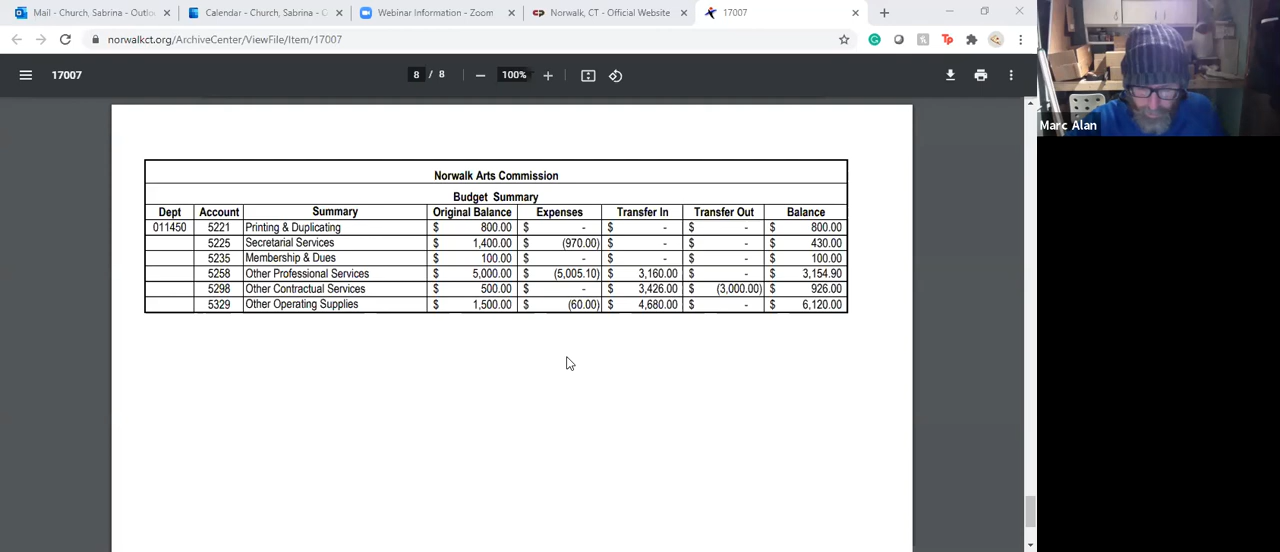 Mail - Church, Sabrina - Outlo
Calendar - Church, Sabrina - C
Webinar Information - Zoom
Norwalk, CT - Official Website
17007
norwalkct.org/ArchiveCenter/ViewFile/Item/17007
17007
8 / 8
100%
Marc Alan
Norwalk Arts Commission
Budget Summary
Dept Account Summary Original Balance Expenses Transfer In Transfer Out Balance
011450 5221 Printing & Duplicating $ 800.00 $ - $ - $ - $ 800.00
5225 Secretarial Services $ 1,400.00 $ (970.00) $ - $ - $ 430.00
5235 Membership & Dues $ 100.00 $ - $ - $ - $ 100.00
5258 Other Professional Services $ 5,000.00 $ (5,005.10) $ 3,160.00 $ - $ 3,154.90
5298 Other Contractual Services $ 500.00 $ - $ 3,426.00 $ (3,000.00) $ 926.00
5329 Other Operating Supplies $ 1,500.00 $ (60.00) $ 4,680.00 $ - $ 6,120.00